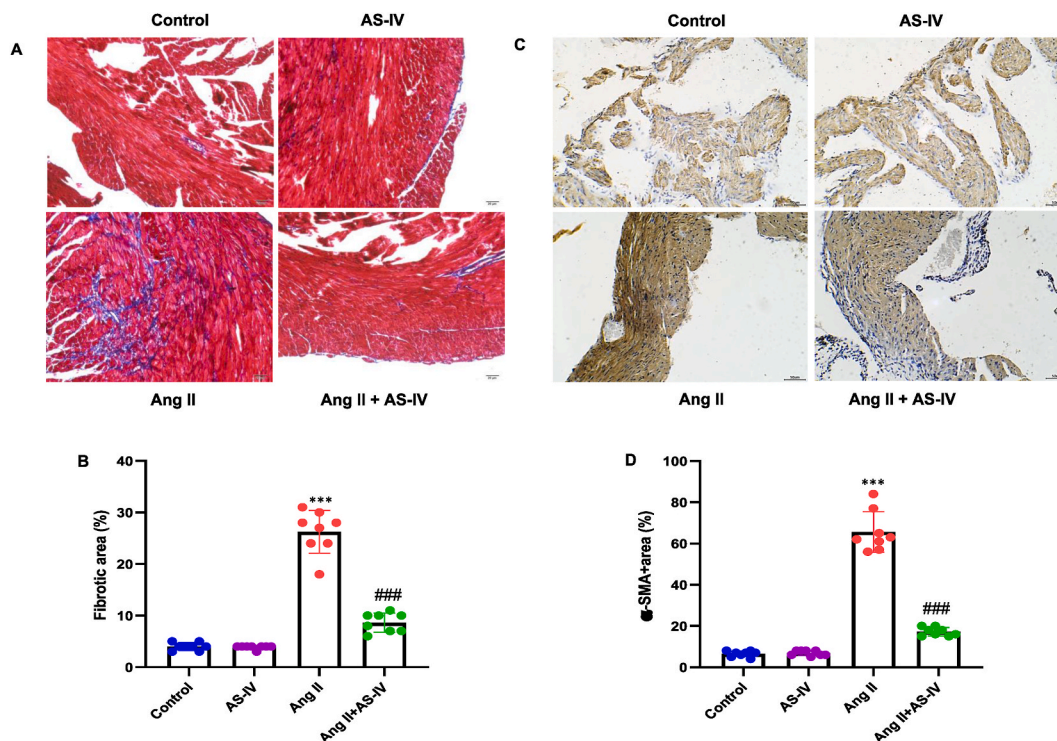 Control
AS-IV
A
Ang II
Ang II + AS-IV
Control
AS-IV
C
Ang II
Ang II + AS-IV
B
40
30
20
10
0
Fibrotic area (%)
***
###
Control
AS-IV
Ang II
Ang II+AS-IV
D
100
80
60
40
20
0
-SMA+area (%)
***
###
Control
AS-IV
Ang II
Ang II+AS-IV